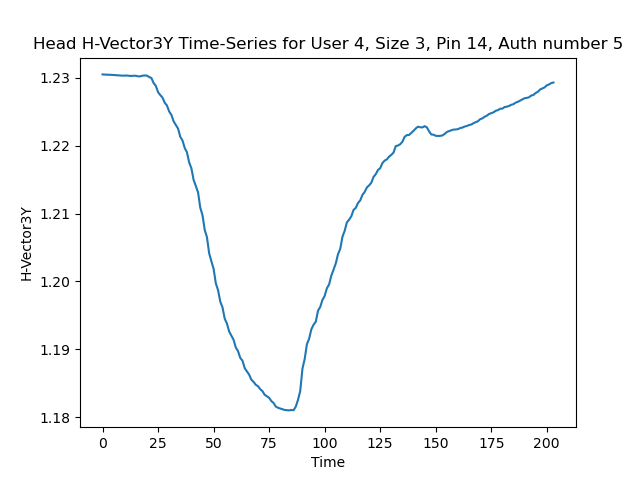 Head H-Vector3Y Time-Series for User 4, Size 3, Pin 14, Auth number 5
1.23
1.22
1.21
1.20
1.19
1.18
H-Vector3Y
0 25 50 75 100 125 150 175 200
Time